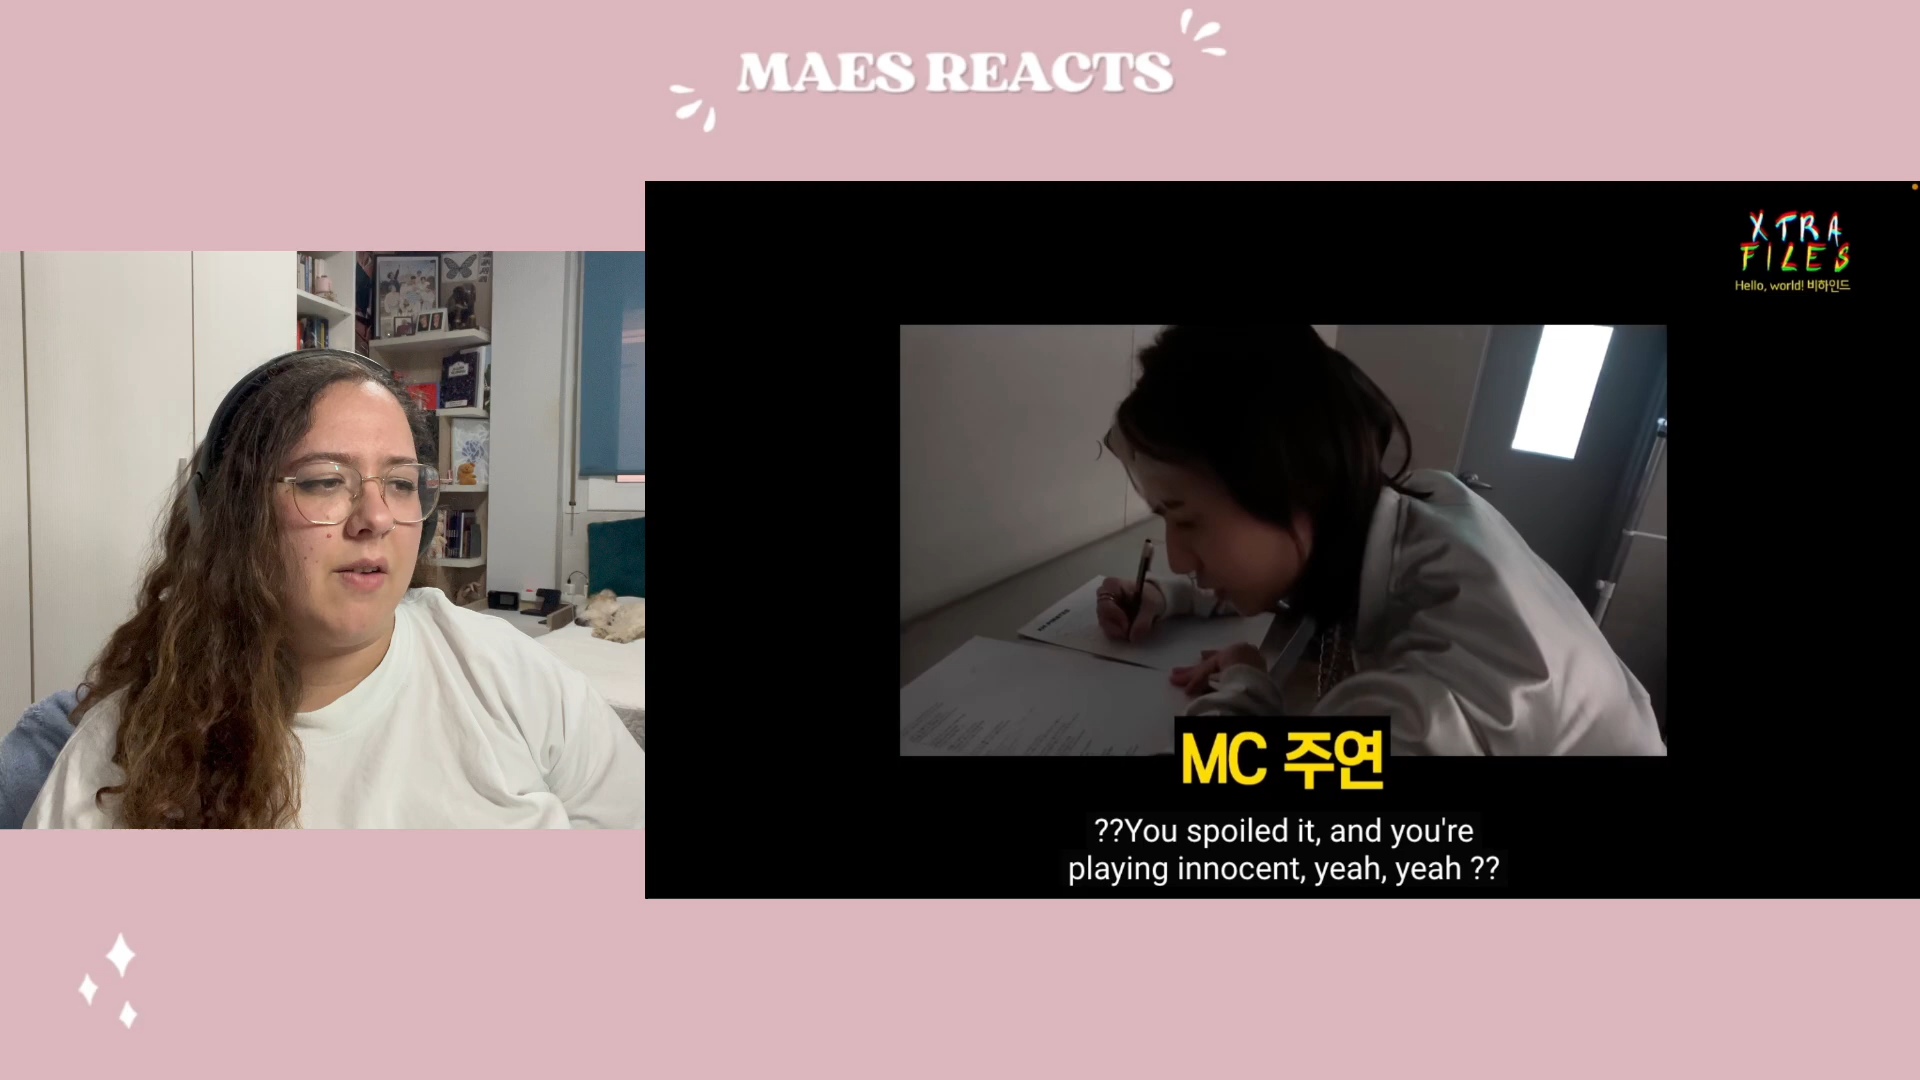 MAES REACTS
XTRA
FILES
Hello, world! 비하인드
MC 주연
??You spoiled it, and you're
playing innocent, yeah, yeah ??